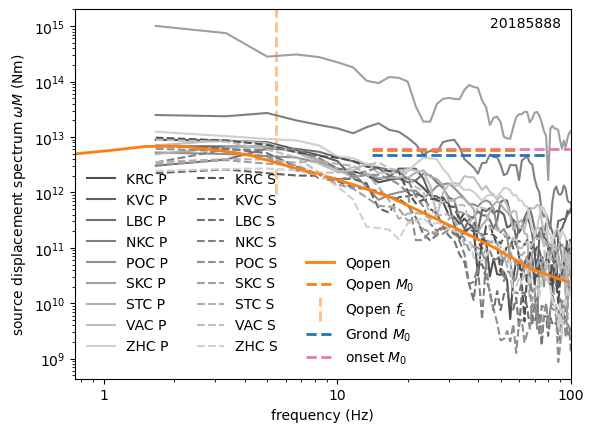 20185888
source displacement spectrum ωM (Nm)
10¹⁵
10¹⁴
10¹³
10¹²
10¹¹
10¹⁰
10⁹
KRC P
KVC P
LBC P
NKC P
POC P
SKC P
STC P
VAC P
ZHC P
KRC S
KVC S
LBC S
NKC S
POC S
SKC S
STC S
VAC S
ZHC S
Qopen
Qopen M₀
Qopen f_c
Grond M₀
onset M₀
1
10
100
frequency (Hz)